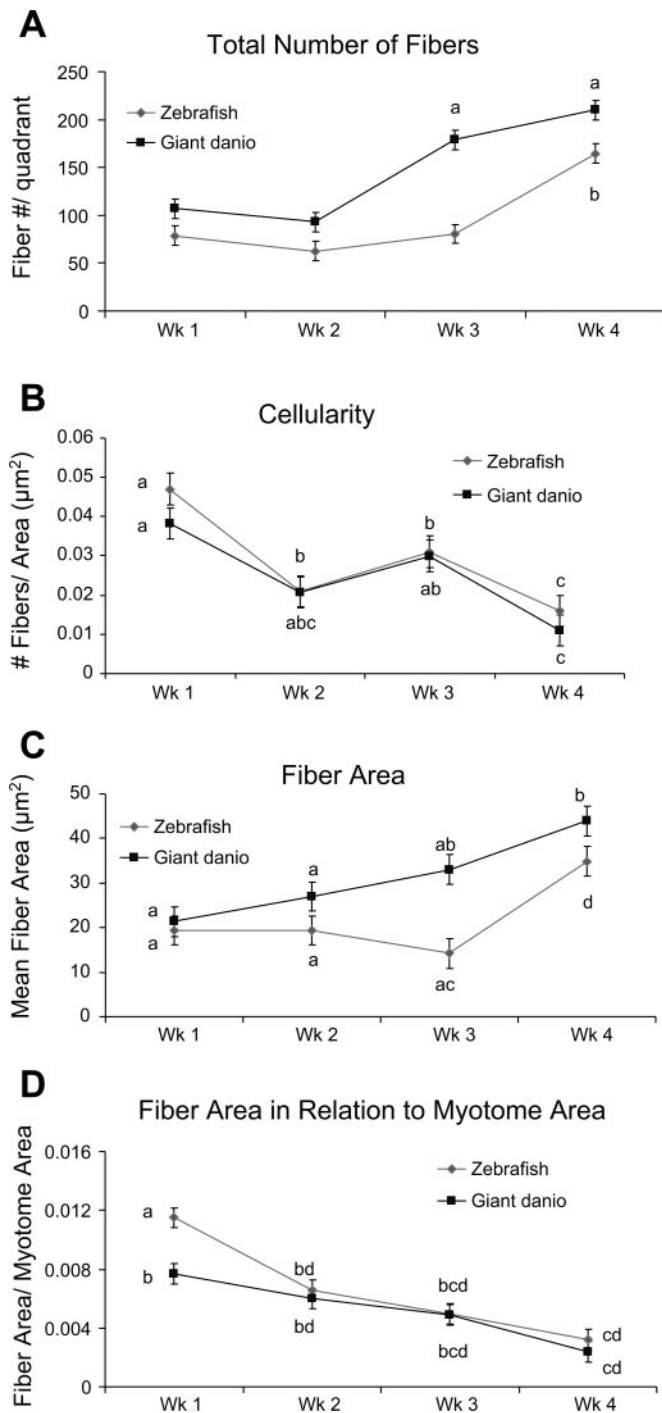 A
Total Number of Fibers
Fiber #/ quadrant
250
200
150
100
50
0
Zebrafish
Giant danio
a
a
b
Wk 1
Wk 2
Wk 3
Wk 4
B
Cellularity
# Fibers/ Area (µm²)
0.06
0.05
0.04
0.03
0.02
0.01
0
Zebrafish
Giant danio
a
a
b
abc
b
ab
c
c
Wk 1
Wk 2
Wk 3
Wk 4
C
Fiber Area
Mean Fiber Area (µm²)
50
40
30
20
10
0
Zebrafish
Giant danio
a
a
a
a
ab
ac
b
d
Wk 1
Wk 2
Wk 3
Wk 4
D
Fiber Area in Relation to Myotome Area
Fiber Area/ Myotome Area
0.016
0.012
0.008
0.004
0
Zebrafish
Giant danio
a
b
bd
bd
bcd
bcd
cd
cd
Wk 1
Wk 2
Wk 3
Wk 4